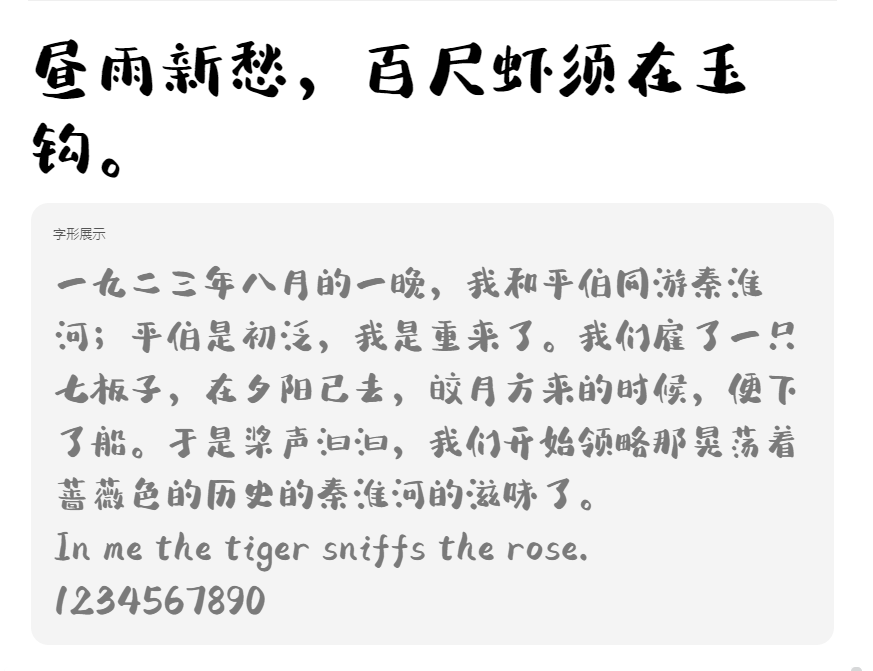 昼雨新愁，百尺虾须在玉
钩。
字形展示
一九二三年八月的一晚，我和平伯同游秦淮
河；平伯是初泛，我是重来了。我们雇了一只
七板子，在夕阳已去，皎月方来的时候，便下
了船。于是桨声汩汩，我们开始领略那晃荡着
蔷薇色的历史的秦淮河的滋味了。
In me the tiger sniffs the rose.
1234567890